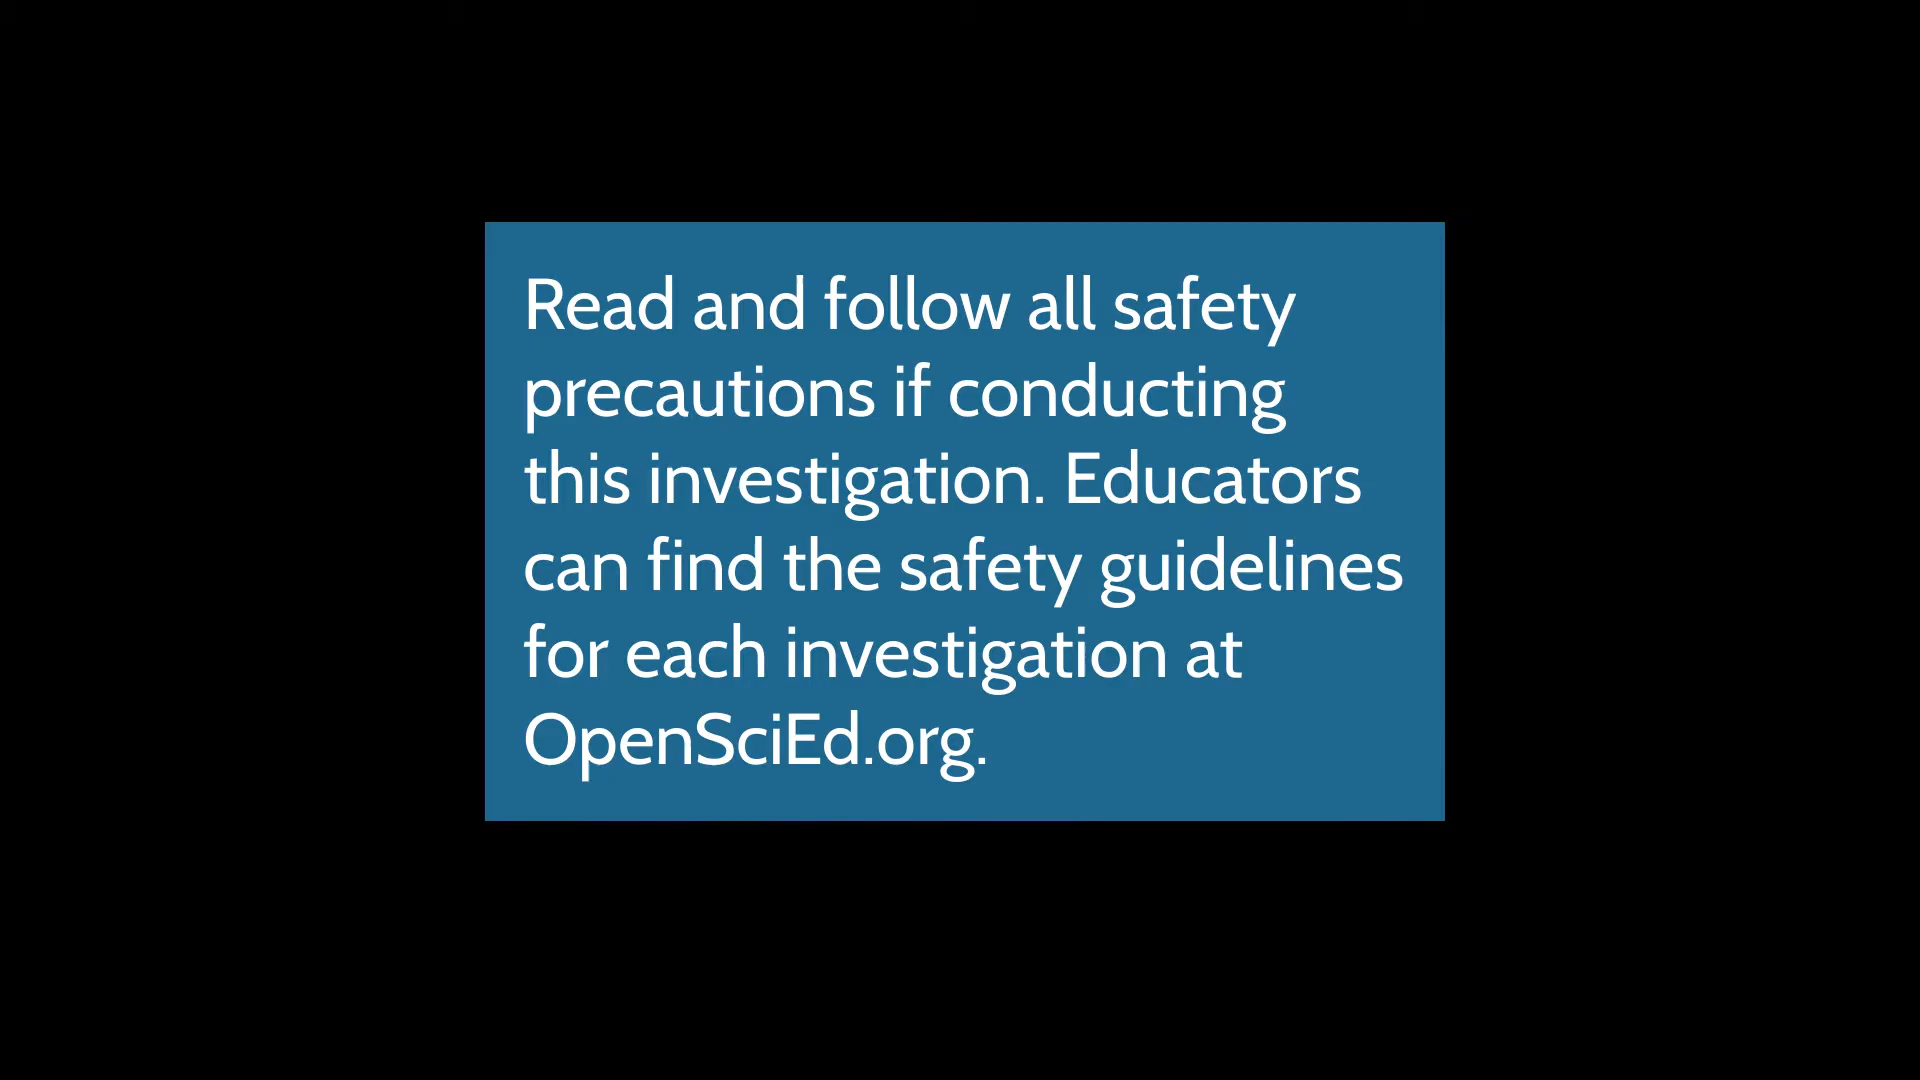 Read and follow all safety
precautions if conducting
this investigation. Educators
can find the safety guidelines
for each investigation at
OpenSciEd.org.